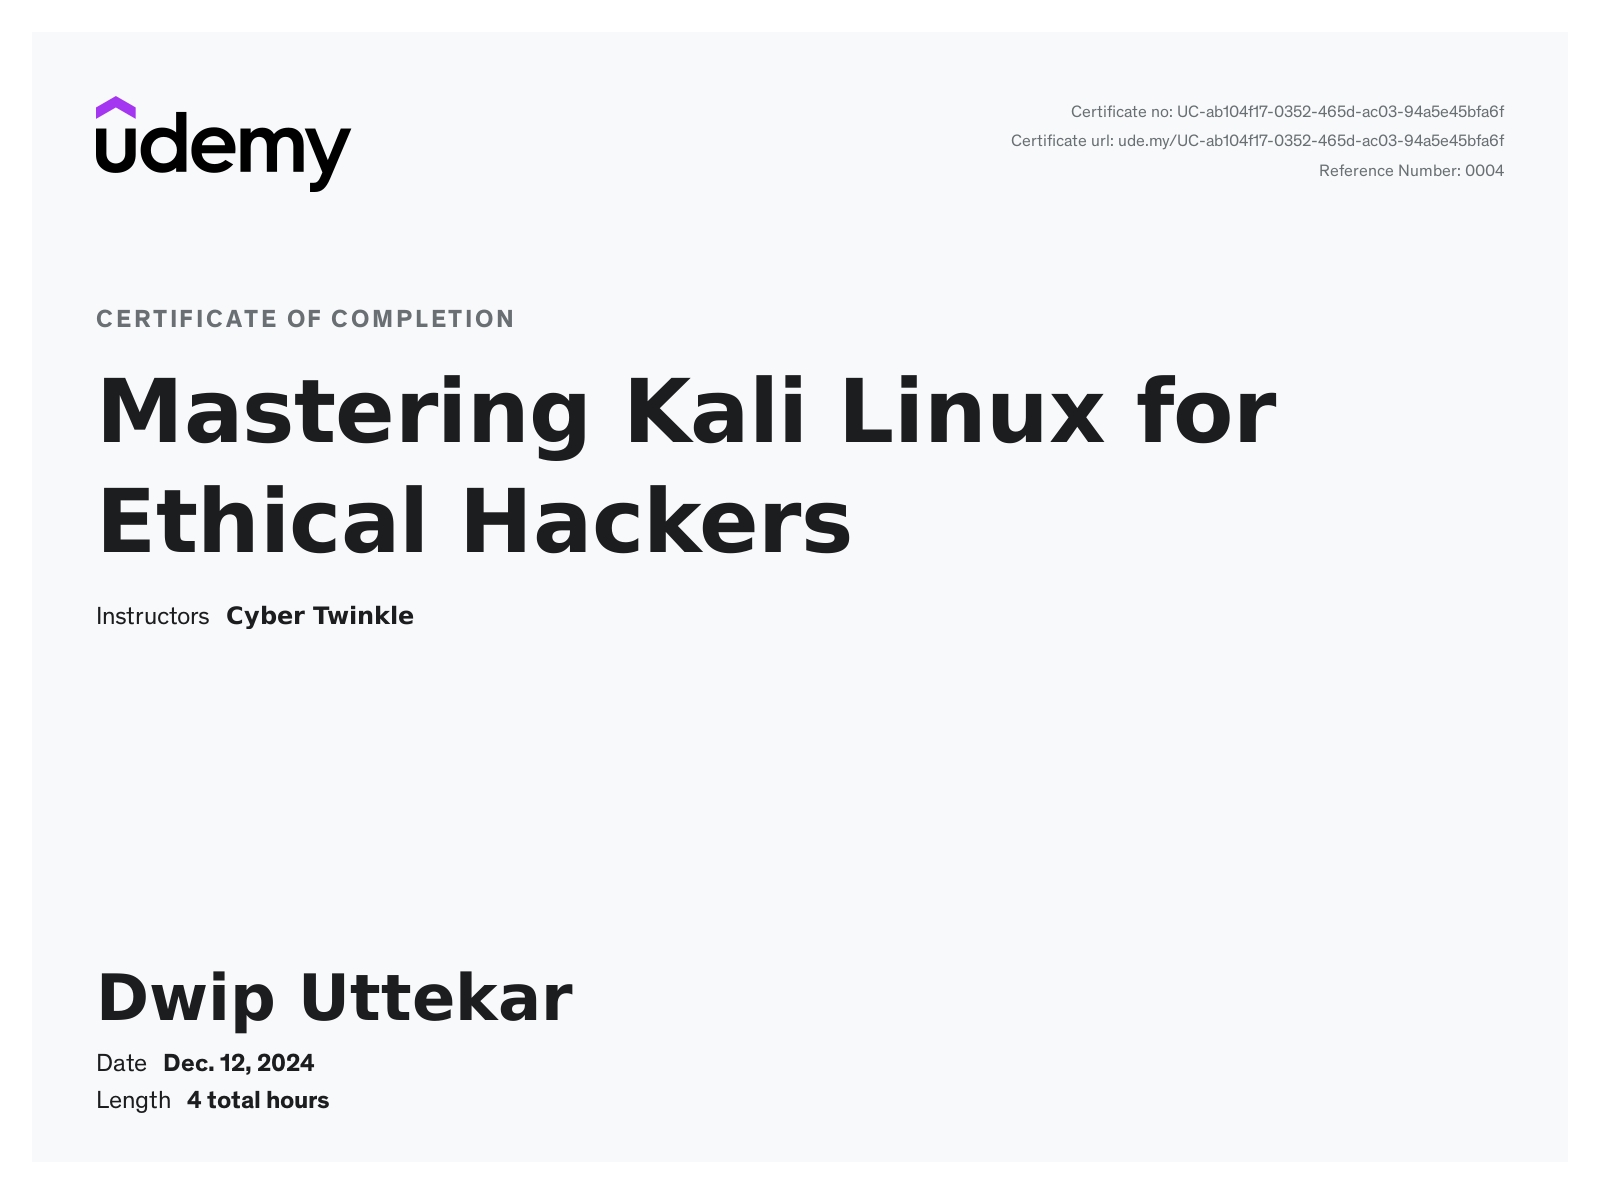 udemy
Certificate no: UC-ab104f17-0352-465d-ac03-94a5e45bfa6f
Certificate url: ude.my/UC-ab104f17-0352-465d-ac03-94a5e45bfa6f
Reference Number: 0004
CERTIFICATE OF COMPLETION
Mastering Kali Linux for
Ethical Hackers
Instructors Cyber Twinkle
Dwip Uttekar
Date Dec. 12, 2024
Length 4 total hours